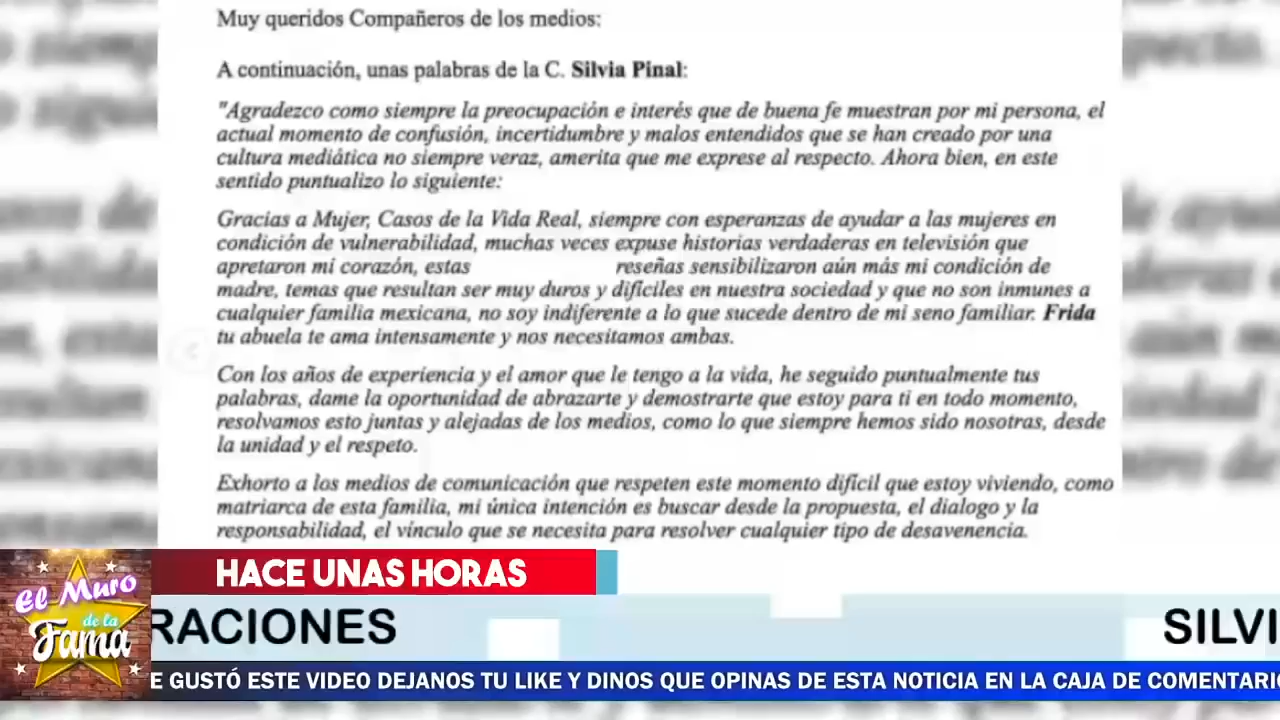 Muy queridos Compañeros de los medios:
A continuación, unas palabras de la C. Silvia Pinal:
"Agradezco como siempre la preocupación e interés que de buena fe muestran por mi persona, el
actual momento de confusión, incertidumbre y malos entendidos que se han creado por una
cultura mediática no siempre veraz, amerita que me exprese al respecto. Ahora bien, en este
sentido puntualizo lo siguiente:
Gracias a Mujer, Casos de la Vida Real, siempre con esperanzas de ayudar a las mujeres en
condición de vulnerabilidad, muchas veces expuse historias verdaderas en televisión que
apretaron mi corazón, estas reseñas sensibilizaron aún más mi condición de
madre, temas que resultan ser muy duros y difíciles en nuestra sociedad y que no son inmunes a
cualquier familia mexicana, no soy indiferente a lo que sucede dentro de mi seno familiar. Frida
tu abuela te ama intensamente y nos necesitamos ambas.
Con los años de experiencia y el amor que le tengo a la vida, he seguido puntualmente tus
palabras, dame la oportunidad de abrazarte y demostrarte que estoy para ti en todo momento,
resolvamos esto juntas y alejadas de los medios, como lo que siempre hemos sido nosotras, desde
la unidad y el respeto.
Exhorto a los medios de comunicación que respeten este momento difícil que estoy viviendo, como
matriarca de esta familia, mi única intención es buscar desde la propuesta, el dialogo y la
responsabilidad, el vínculo que se necesita para resolver cualquier tipo de desavenencia.
HACE UNAS HORAS
El Muro
de la
Fama
RACIONES SILVI
E GUSTÓ ESTE VIDEO DEJANOS TU LIKE Y DINOS QUE OPINAS DE ESTA NOTICIA EN LA CAJA DE COMENTARIO